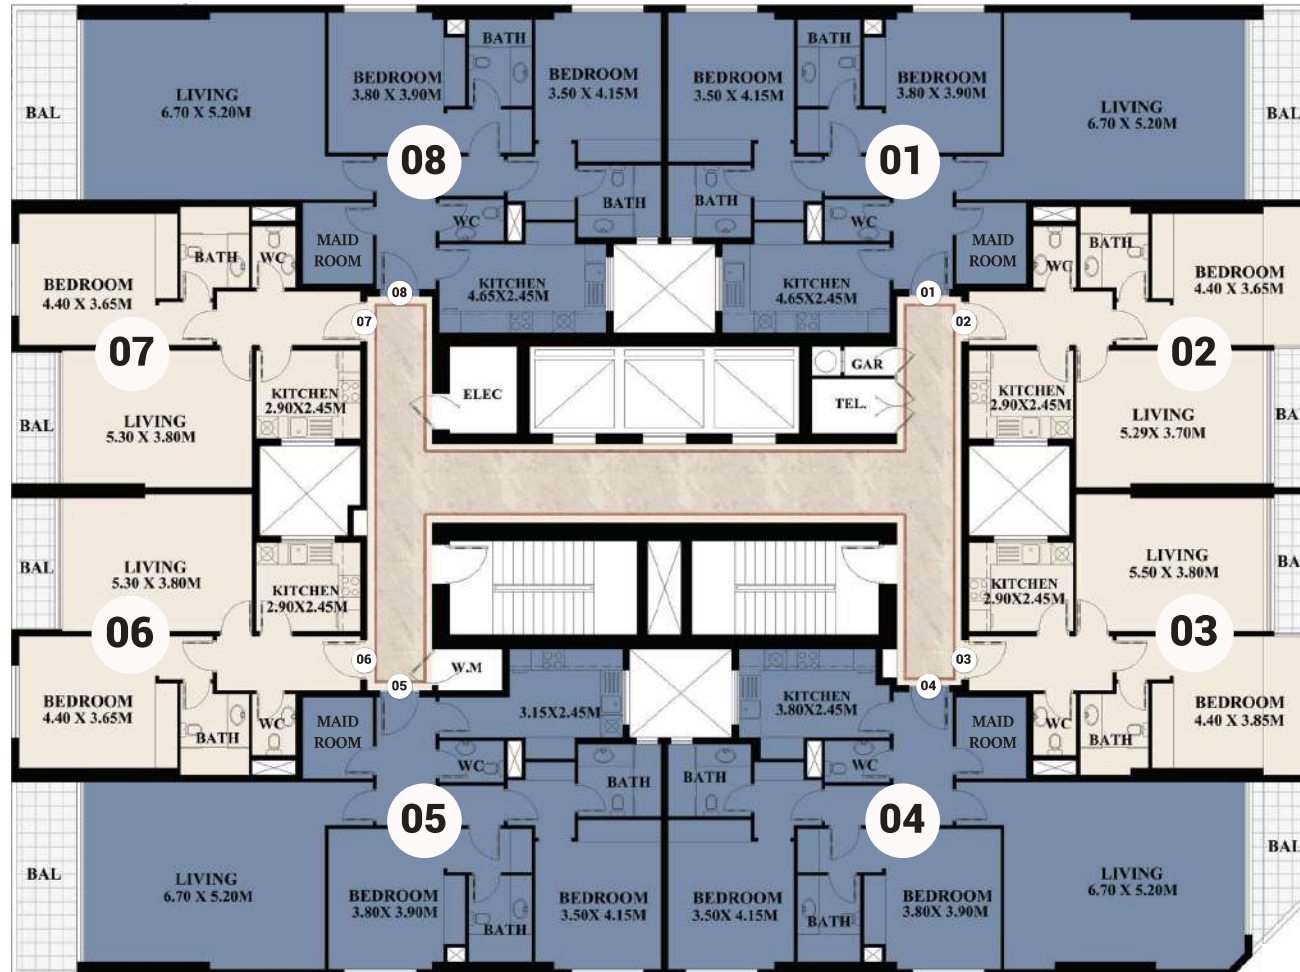 BATH
BATH
BEDROOM
3.80 X 3.90M
BEDROOM
3.50 X 4.15M
BEDROOM
3.50 X 4.15M
BEDROOM
3.80 X 3.90M
BAL
LIVING
6.70 X 5.20M
LIVING
6.70 X 5.20M
BAL
08
01
BATH
BATH
WC
WC
MAID
ROOM
MAID
ROOM
BATH
WC
BATH
WC
BEDROOM
4.40 X 3.65M
KITCHEN
4.65X2.45M
KITCHEN
4.65X2.45M
BEDROOM
4.40 X 3.65M
08
01
07
02
07
02
ELEC
GAR
TEL.
KITCHEN
2.90X2.45M
KITCHEN
2.90X2.45M
BAL
LIVING
5.30 X 3.80M
LIVING
5.29X 3.70M
BA
BAL
LIVING
5.30 X 3.80M
KITCHEN
2.90X2.45M
KITCHEN
2.90X2.45M
LIVING
5.50 X 3.80M
BA
06
03
06
03
W.M
05
04
BEDROOM
4.40 X 3.65M
BATH
WC
MAID
ROOM
3.15X2.45M
KITCHEN
3.80X2.45M
MAID
ROOM
WC
BATH
BEDROOM
4.40 X 3.85M
WC
BATH
BATH
WC
05
04
BAL
LIVING
6.70 X 5.20M
BEDROOM
3.80X 3.90M
BATH
BEDROOM
3.50X 4.15M
BEDROOM
3.50X 4.15M
BATH
BEDROOM
3.80X 3.90M
LIVING
6.70 X 5.20M
BAL